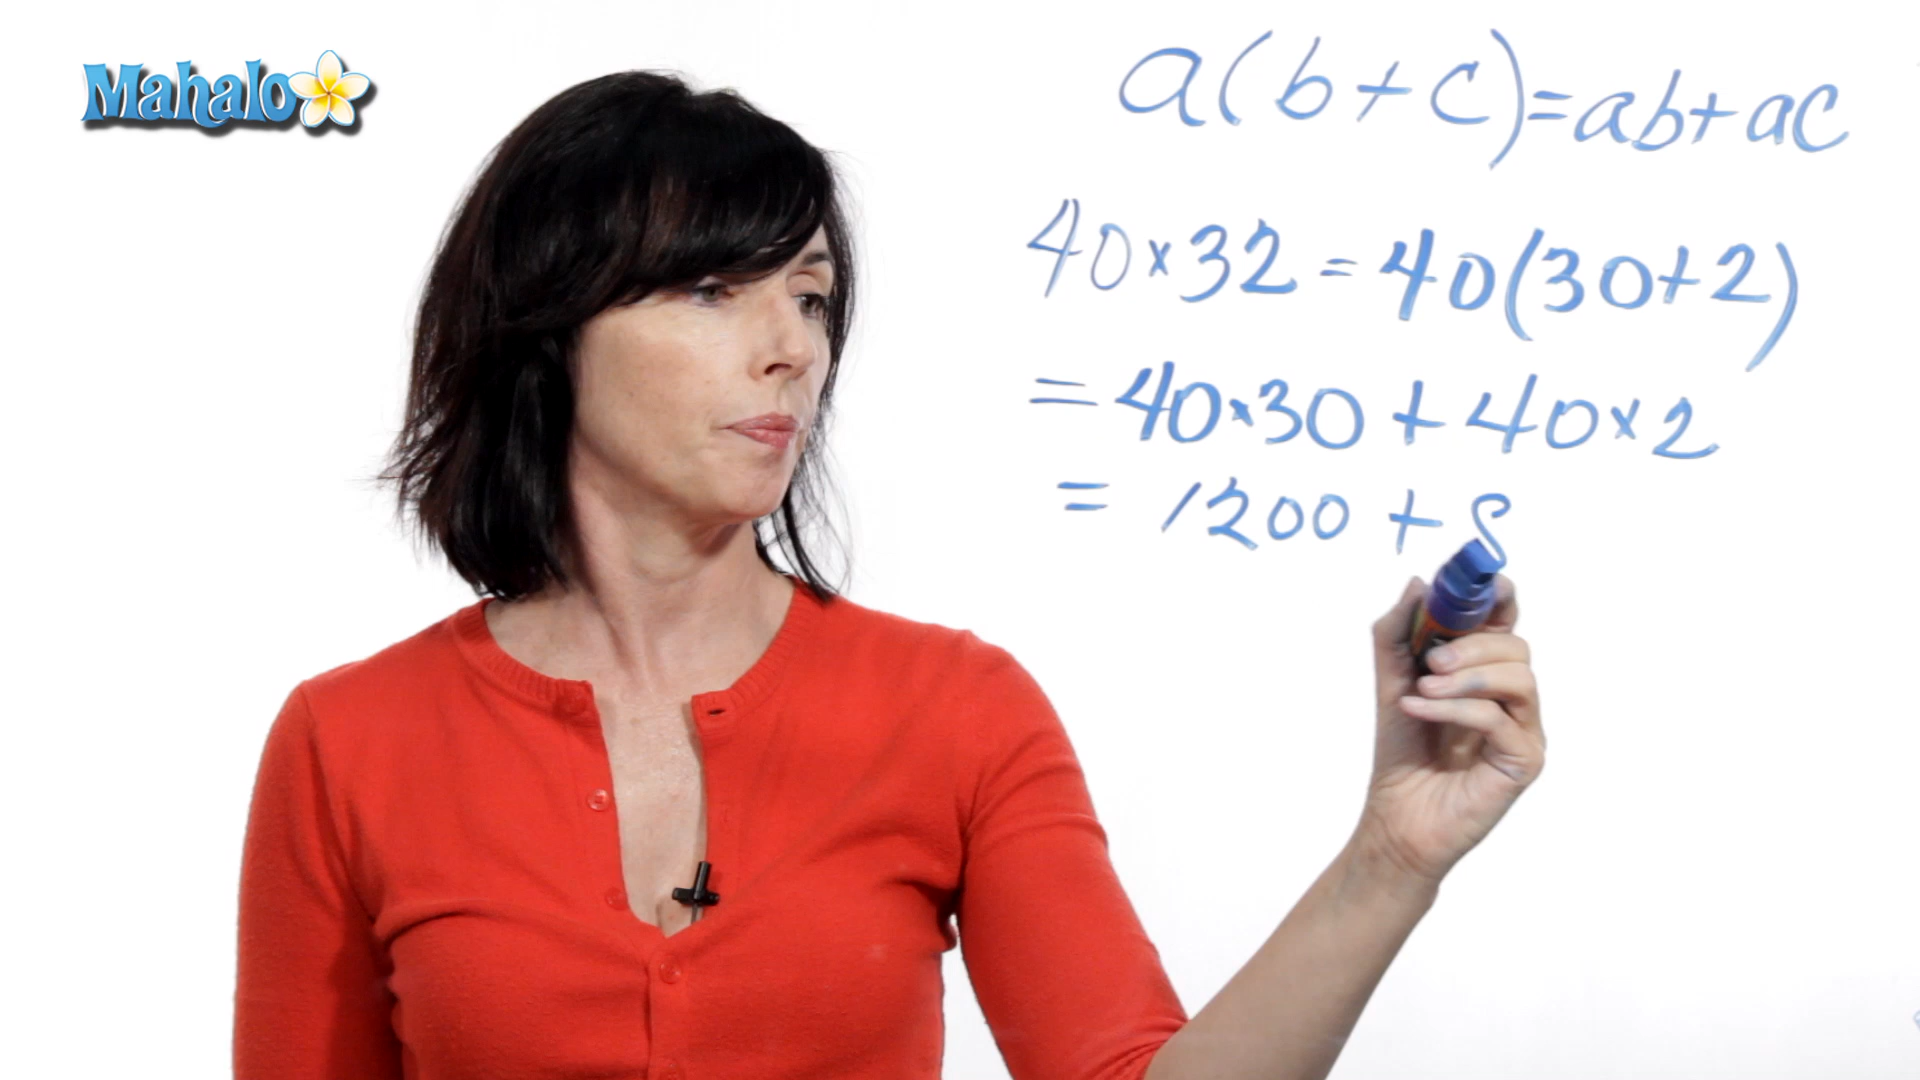 Mahalo
a(b+c)=ab+ac
40×32=40(30+2)
=40×30+40×2
=1200+8